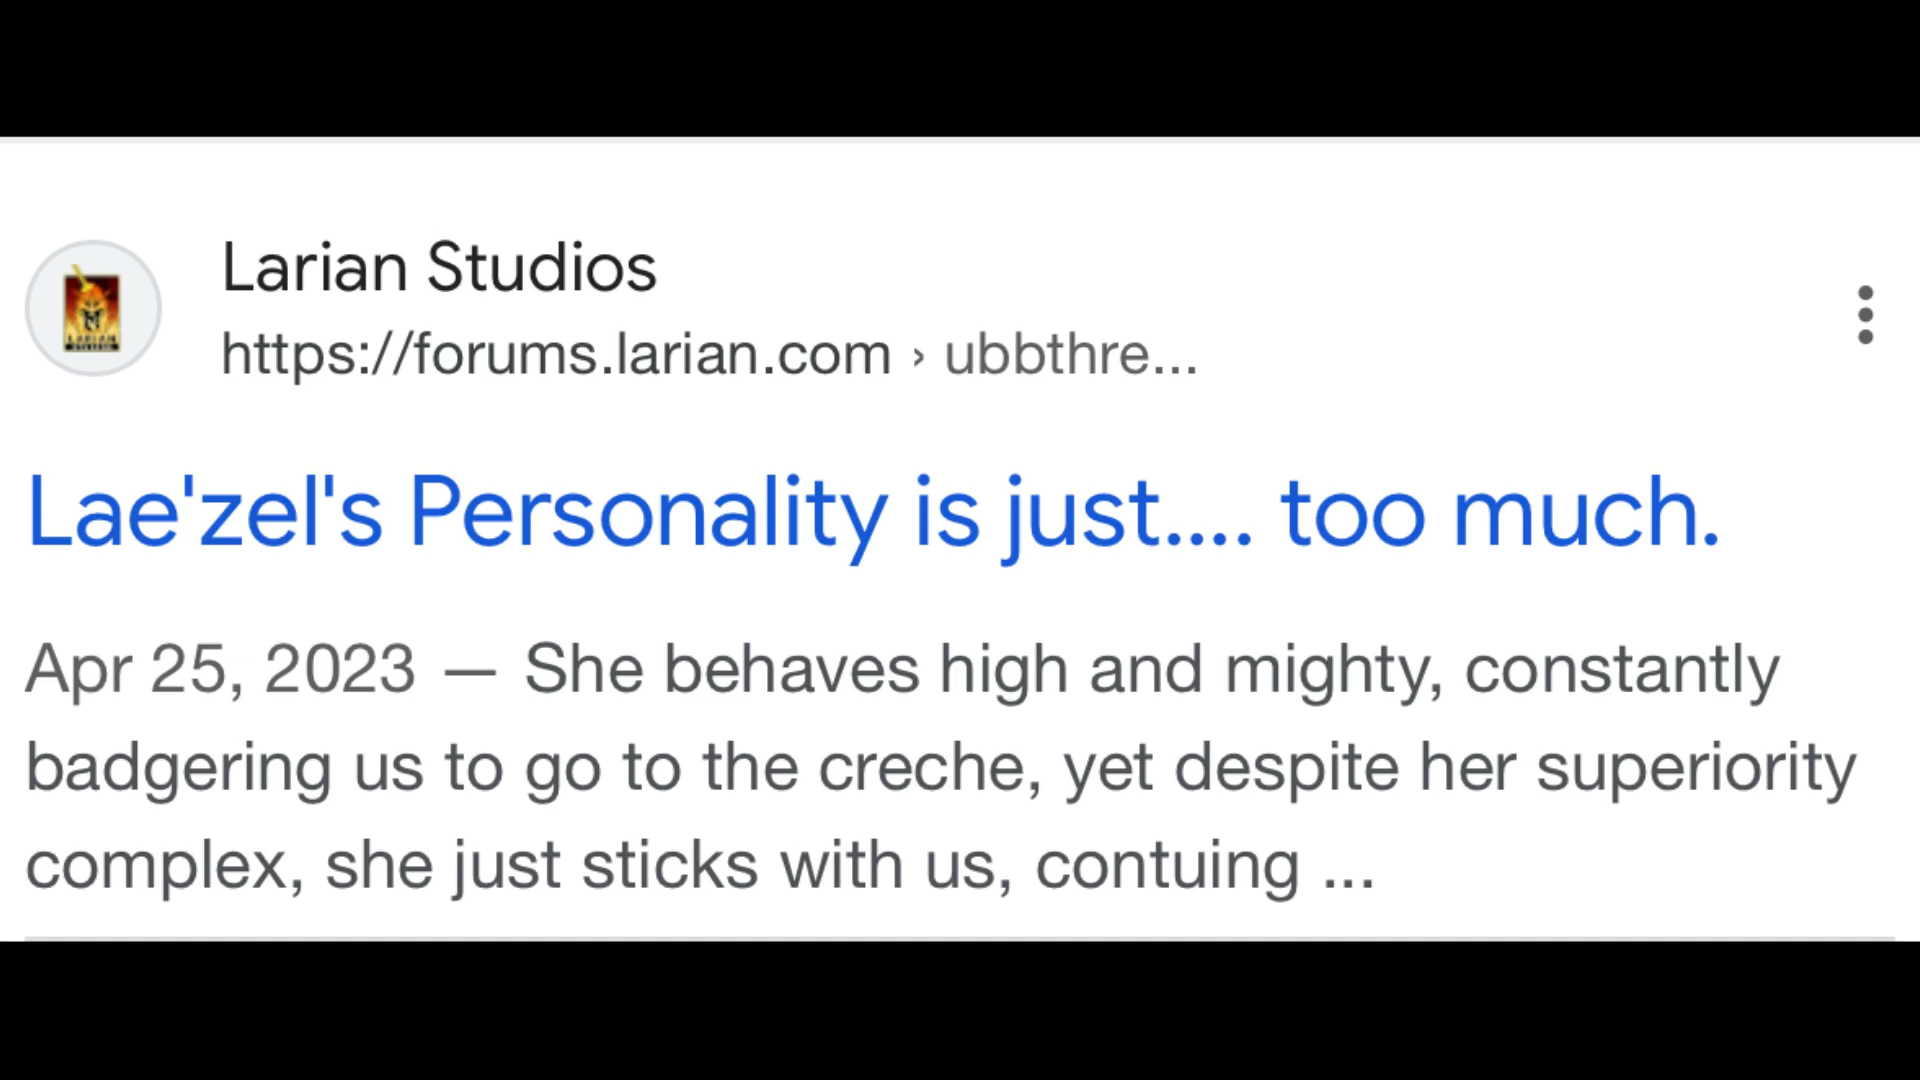 Larian Studios
https://forums.larian.com › ubbthre...
Lae'zel's Personality is just.... too much.
Apr 25, 2023 — She behaves high and mighty, constantly
badgering us to go to the creche, yet despite her superiority
complex, she just sticks with us, contuing ...